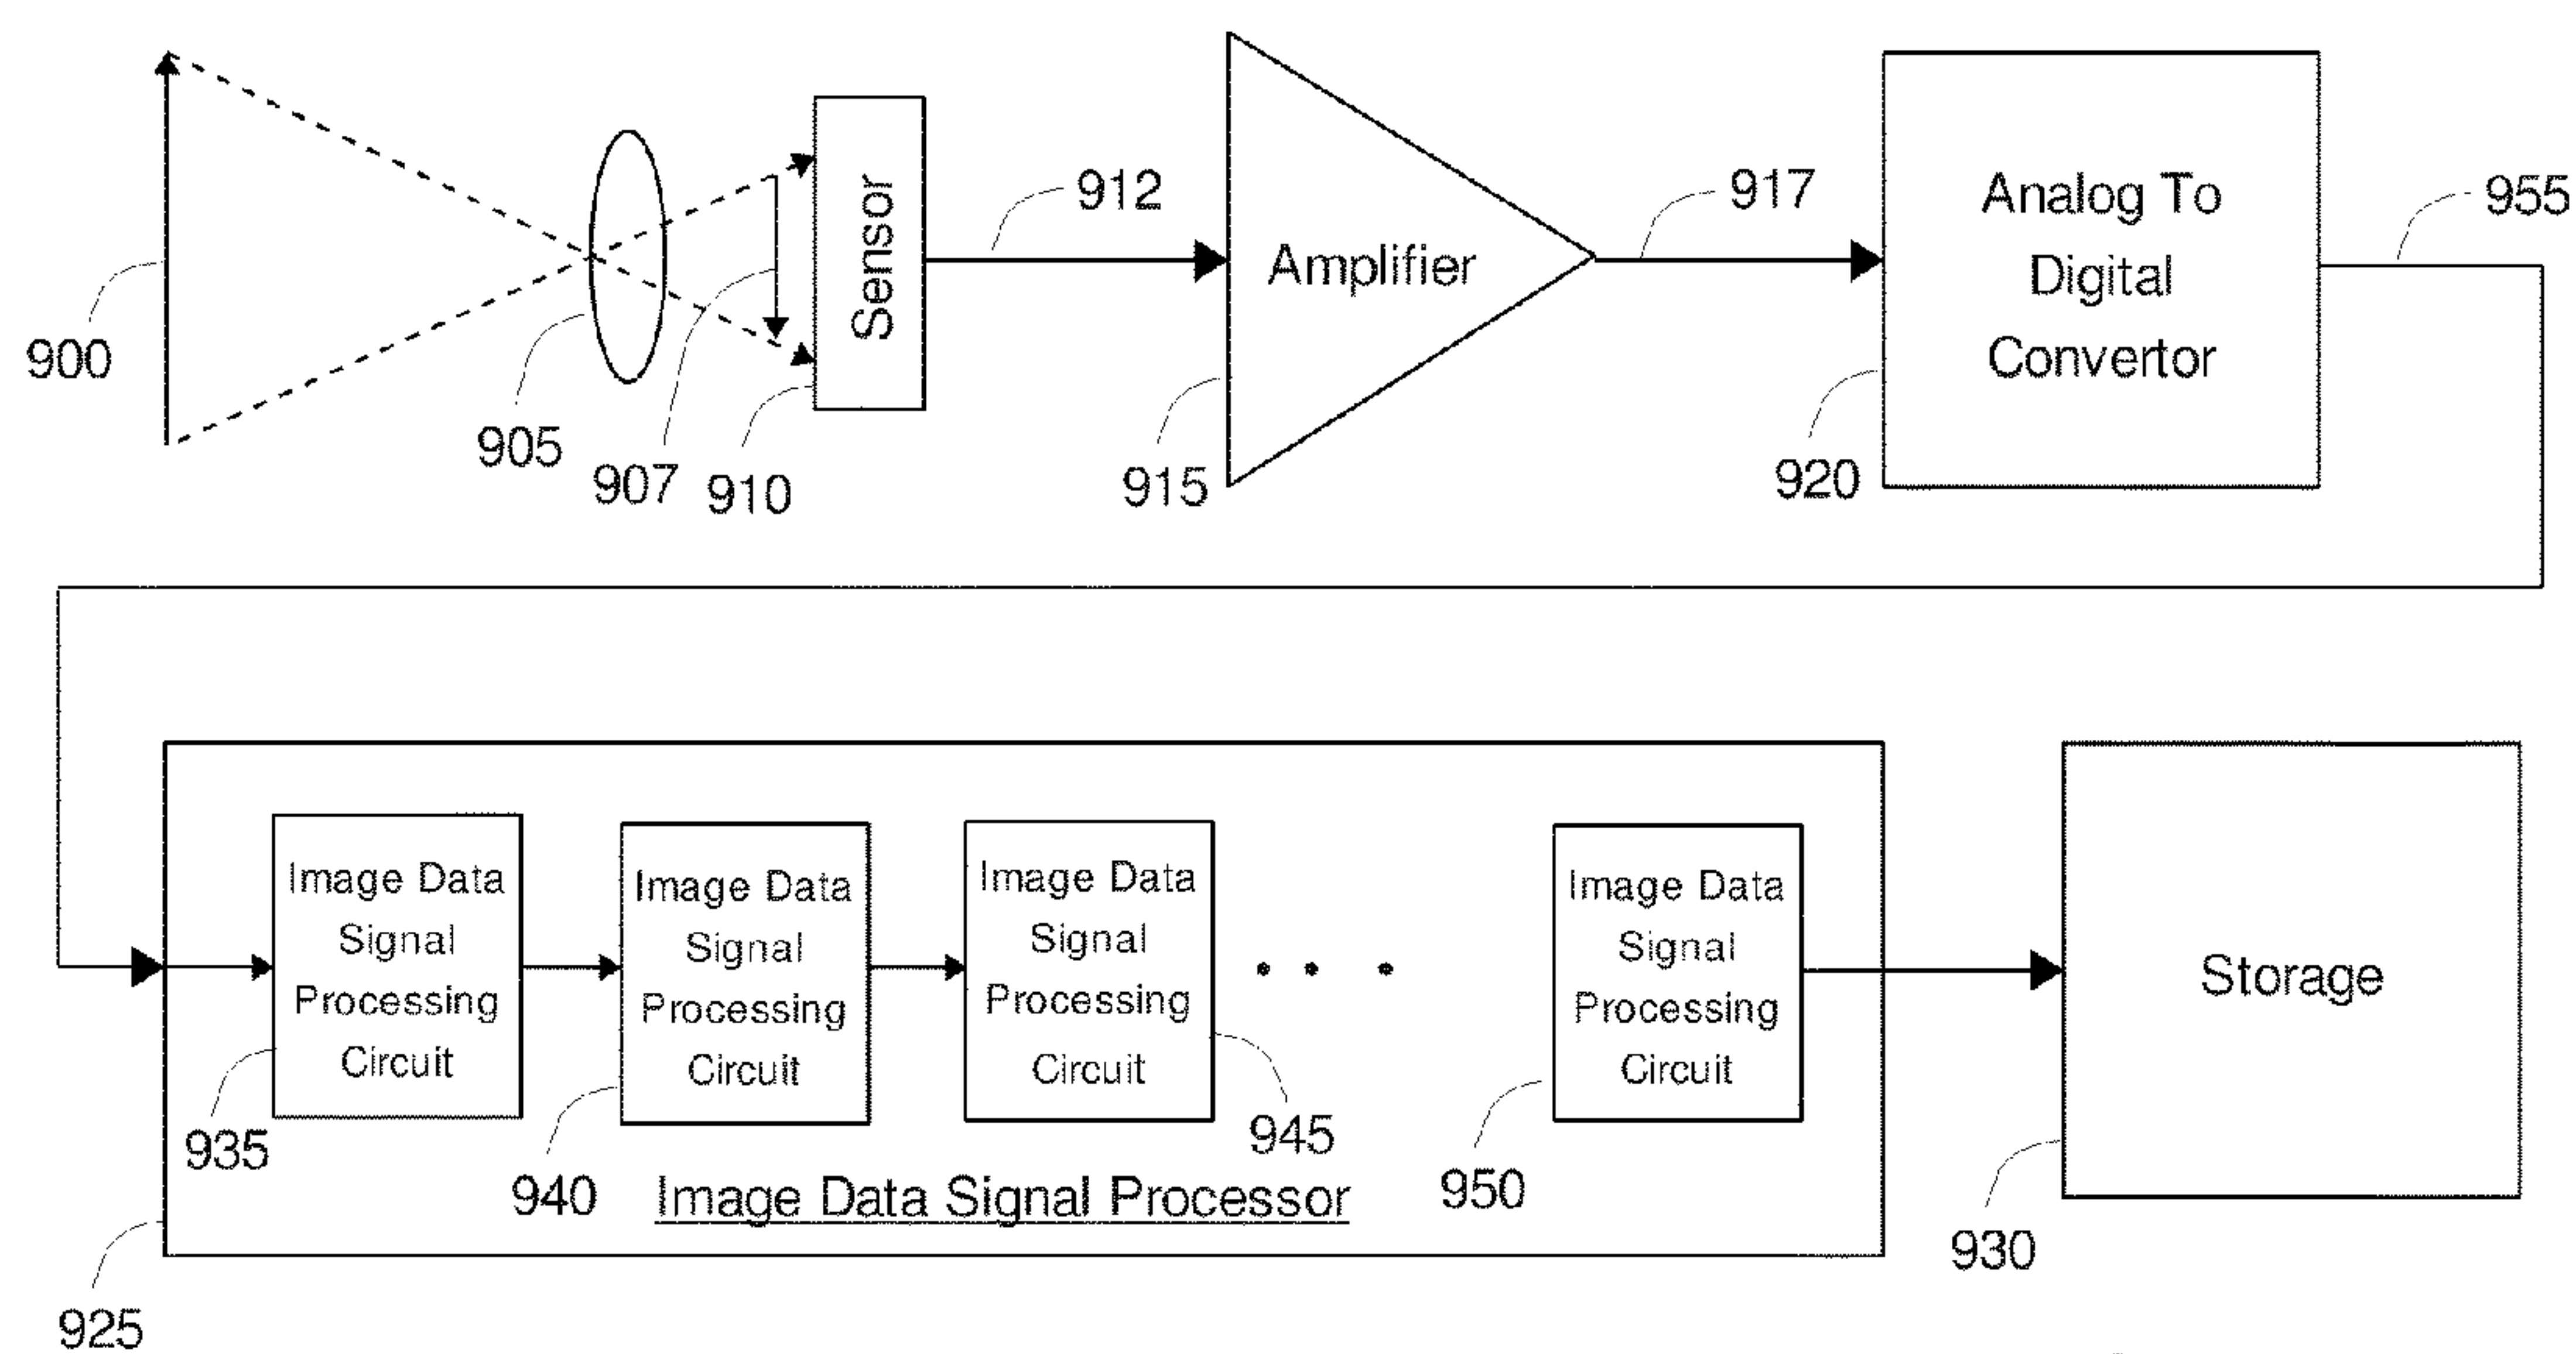 900
905
907
910
Sensor
912
Amplifier
915
917
Analog To
Digital
Convertor
920
955
Image Data
Signal
Processing
Circuit
935
Image Data
Signal
Processing
Circuit
940
Image Data
Signal
Processing
Circuit
945
Image Data
Signal
Processing
Circuit
950
Image Data Signal Processor
925
Storage
930